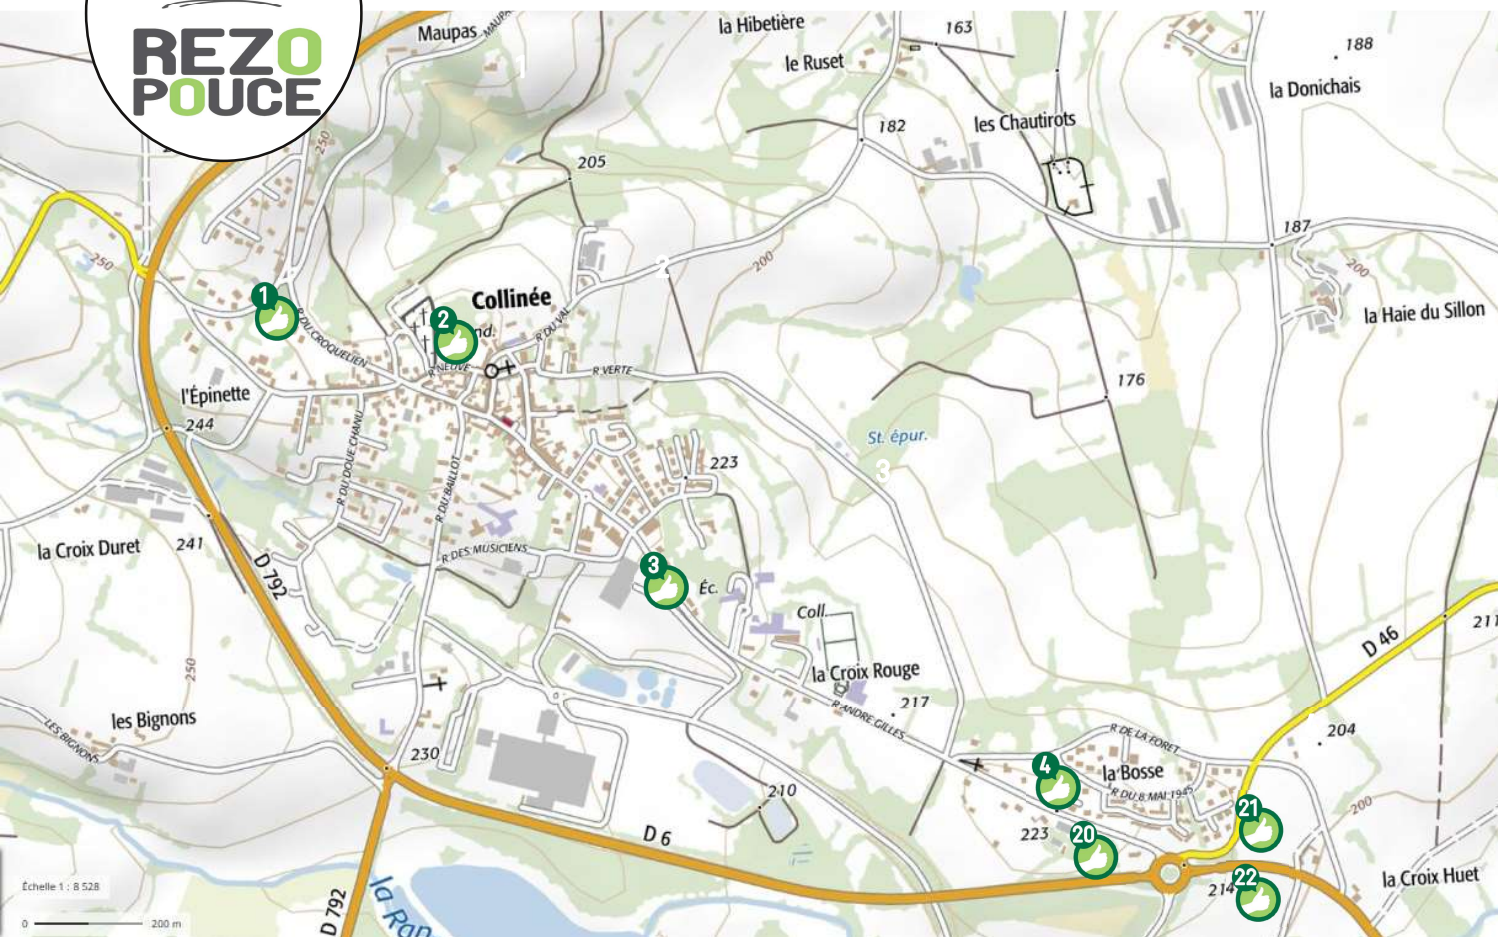 REZO
POUCE
Maupas
la Hibetière
163
le Ruset
188
la Donichais
182
les Chautirots
250
205
187
250
200
200
la Haie du Sillon
1
Collinée
2
nd.
R DU VAL
R DU CROQUELIEN
R NEUVE
R VERTE
176
l'Épinette
244
R DU DOUE CHANU
St. épur.
3
223
R DU BAILLOT
la Croix Duret
241
R DES MUSICIENS
D 792
3
Éc.
Coll.
211
D 46
250
la Croix Rouge
217
les Bignons
LES BIGNONS
R ANDRE GILLES
204
R DE LA FORET
230
4
la Bosse
R DU 8 MAI 1945
210
200
21
D 6
223
20
la Croix Huet
214
22
Échelle 1 : 8 528
D 792
la Ran
0
200 m